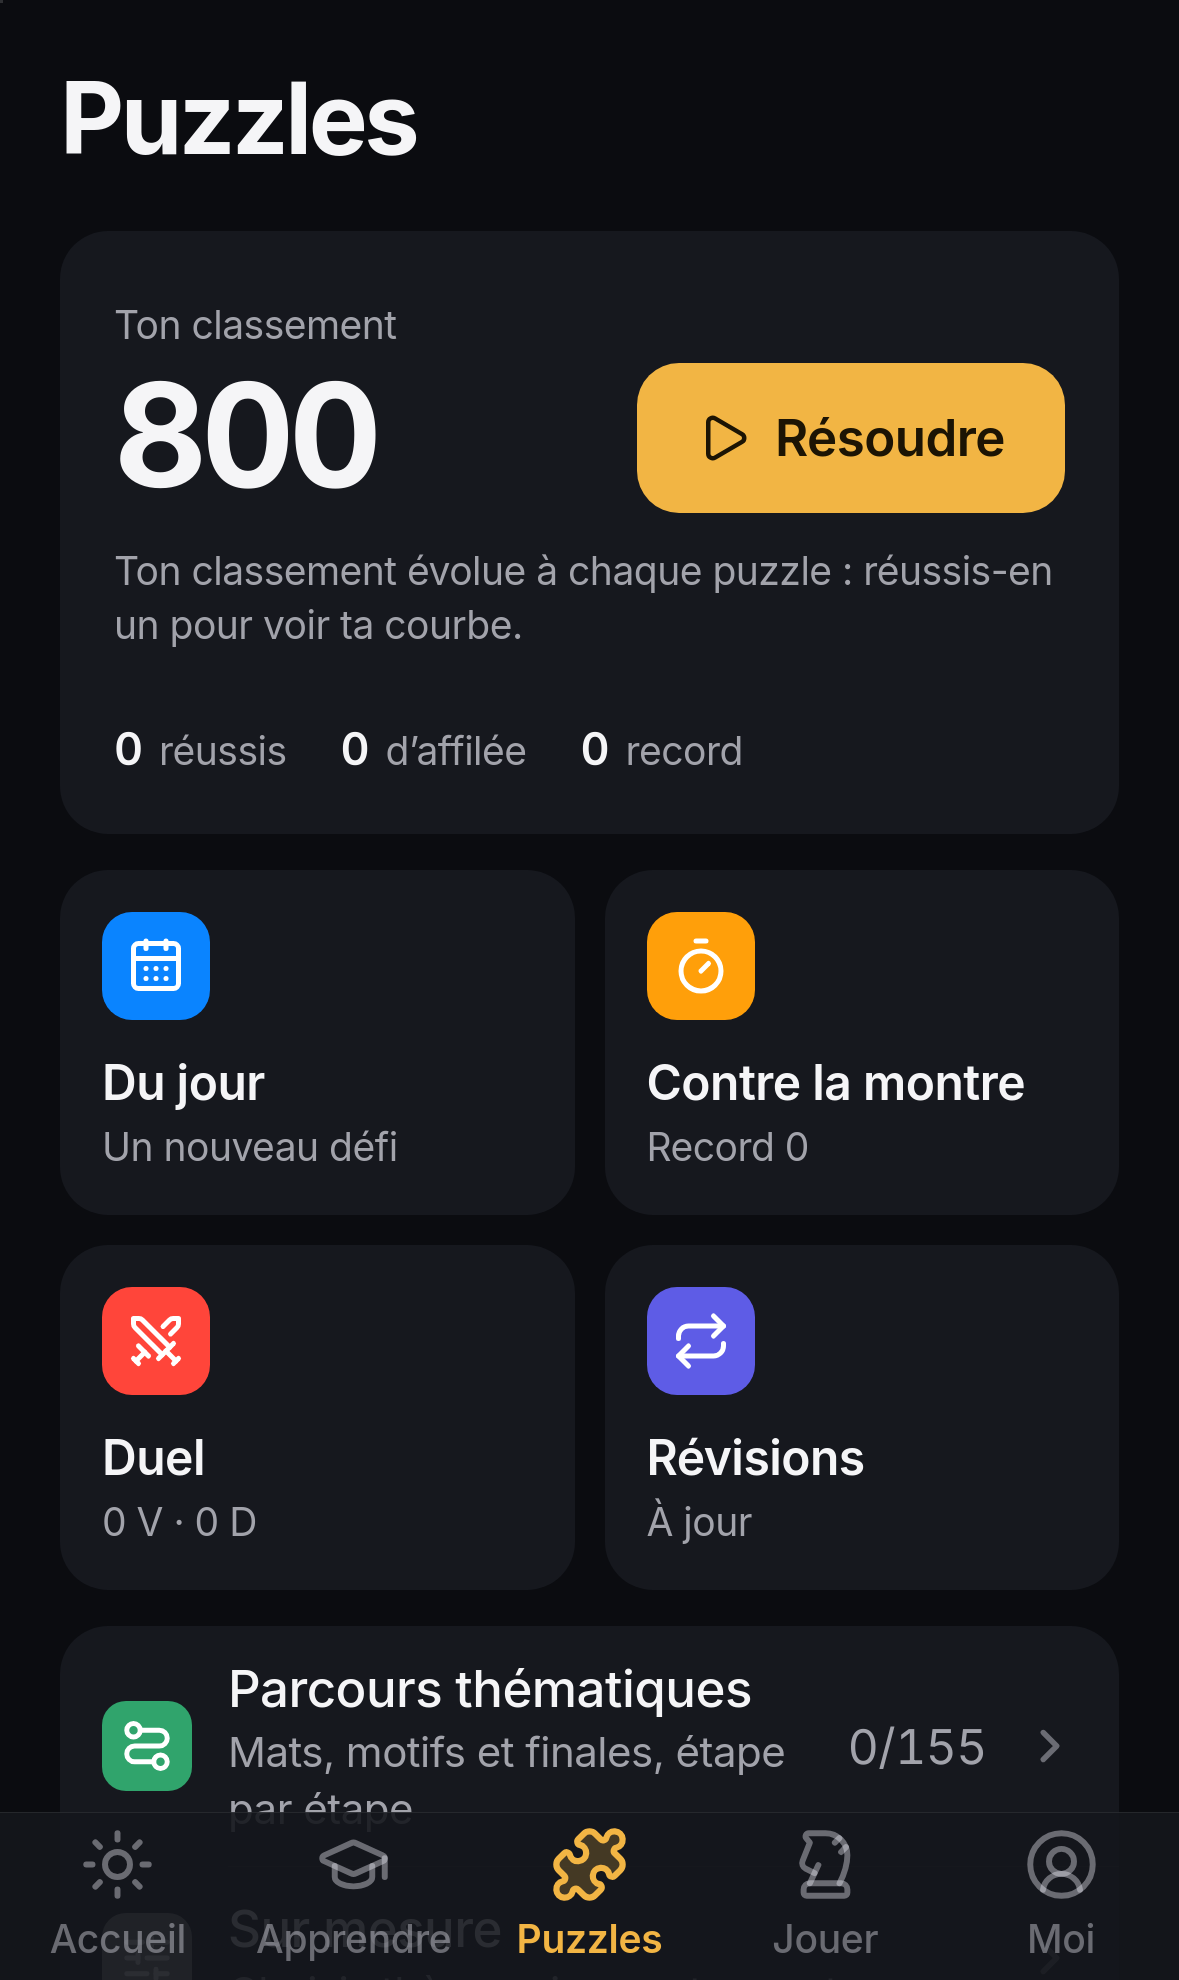 Puzzles
Ton classement
800
Résoudre
Ton classement évolue à chaque puzzle : réussis-en
un pour voir ta courbe.
0 réussis 0 d’affilée 0 record
Du jour
Un nouveau défi
Contre la montre
Record 0
Duel
0 V · 0 D
Révisions
À jour
Parcours thématiques
Mats, motifs et finales, étape
par étape
0/155
Sur mesure
Accueil Apprendre Puzzles Jouer Moi